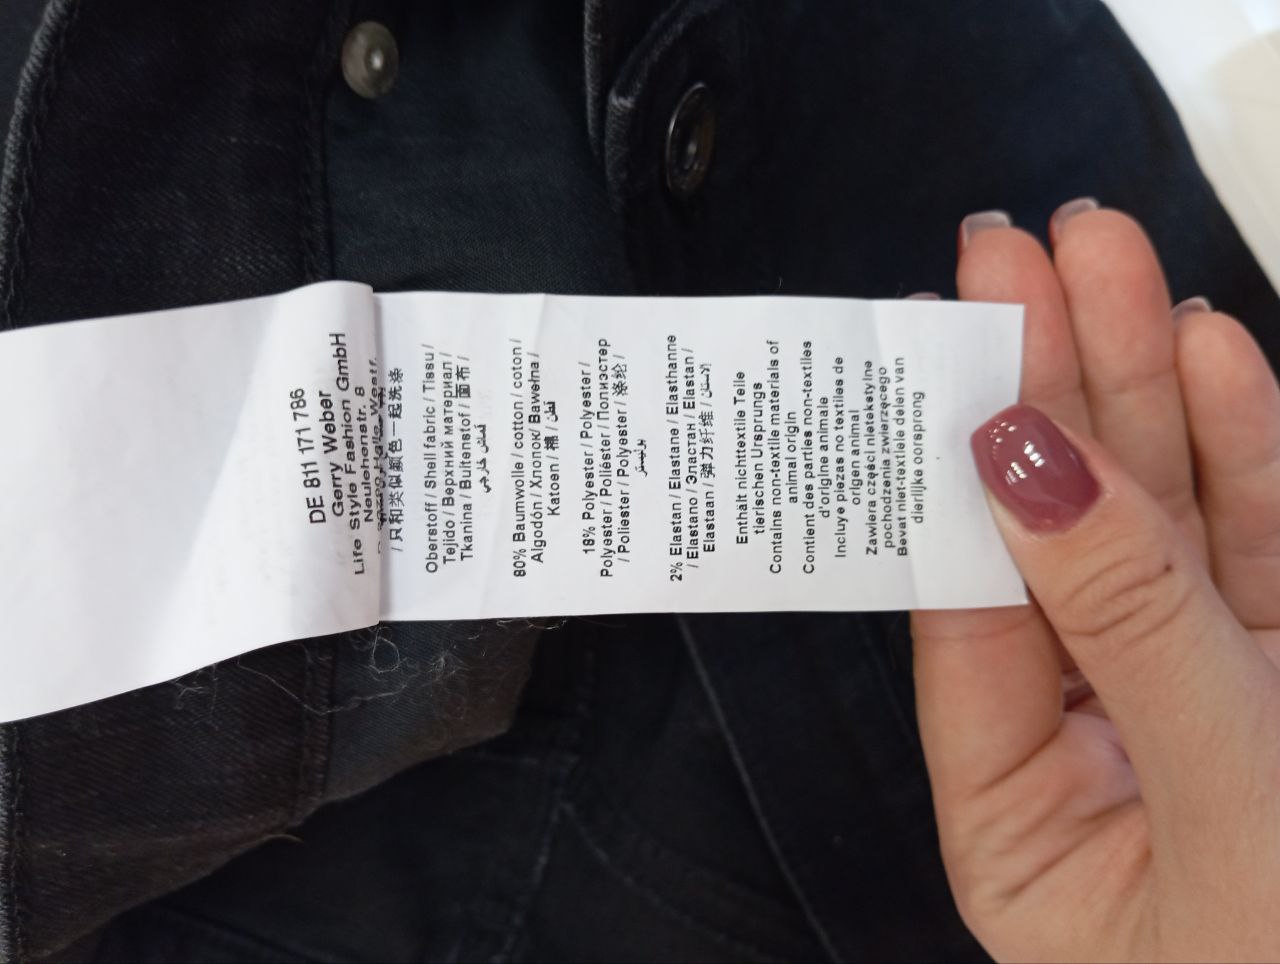 DE 811 171 786
Gerry Weber
Life Style Fashion GmbH
Neulehenstr. 8
/ 只和类似颜色一起洗涤
Oberstoff / Shell fabric / Tissu /
Tejido / Верхний материал /
Tkanina / Buitenstof / 面布 /
قماش خارجي
80% Baumwolle / cotton / coton /
Algodón / Хлопок/ Bawełna /
Katoen / 棉 / قطن
18% Polyester / Polyester /
Polyester / Poliéster / Полиэстер
/ Poliester / Polyester / 涤纶 /
بوليستر
2% Elastan / Elastane / Elasthanne
/ Elastano / Эластан / Elastan /
Elastaan / 弹力纤维 / الاستان
Enthält nichttextile Teile
tierischen Ursprungs
Contains non-textile materials of
animal origin
Contient des parties non-textiles
d'origine animale
Incluye piezas no textiles de
origen animal
Zawiera części nietekstylne
pochodzenia zwierzęcego
Bevat niet-textiele delen van
dierlijke oorsprong